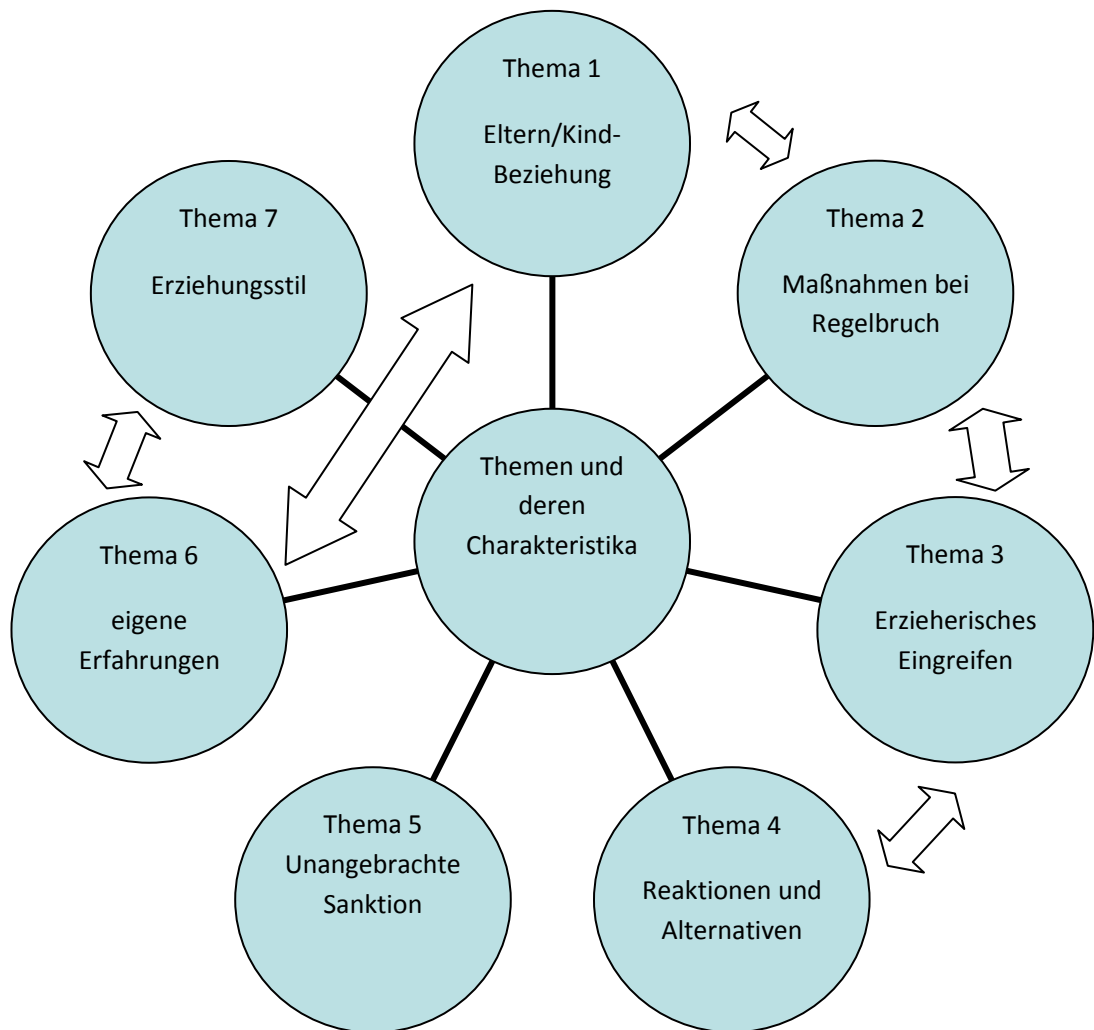 Thema 1
Eltern/Kind-
Beziehung
Thema 2
Maßnahmen bei
Regelbruch
Thema 3
Erzieherisches
Eingreifen
Thema 4
Reaktionen und
Alternativen
Thema 5
Unangebrachte
Sanktion
Thema 6
eigene
Erfahrungen
Thema 7
Erziehungsstil
Themen und
deren
Charakteristika